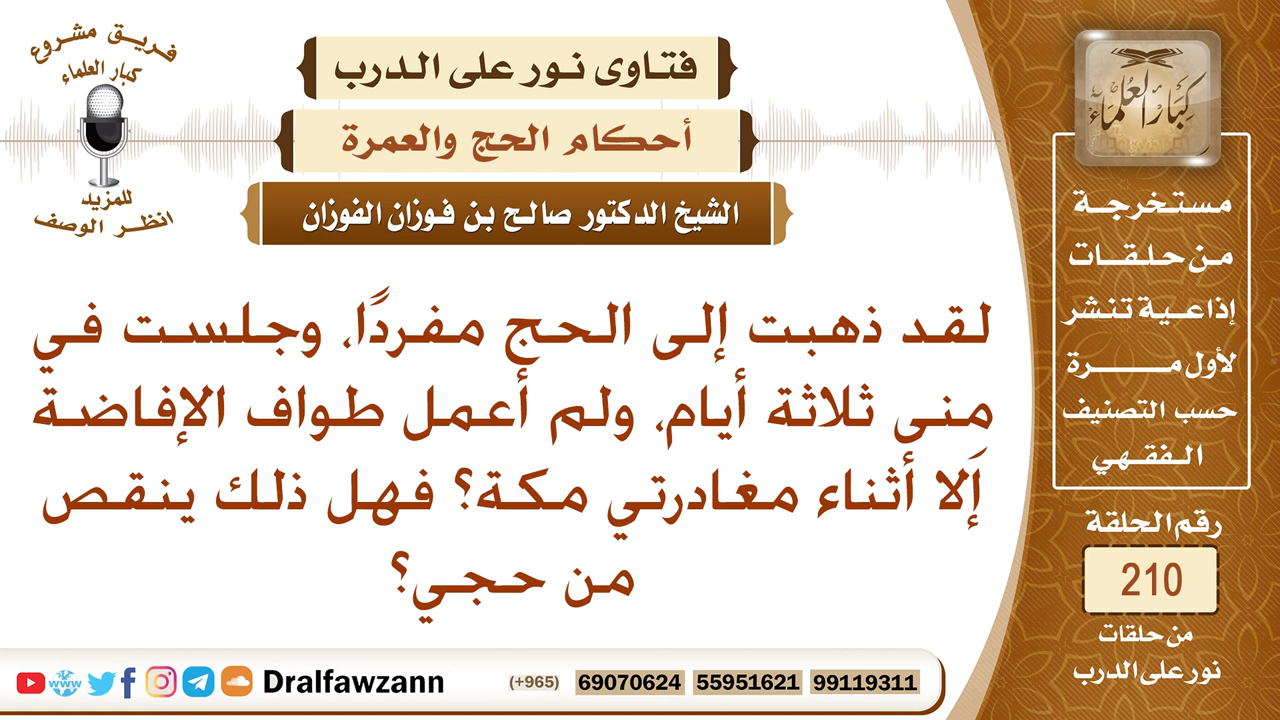 فريق مشروع
كبار العلماء
للمزيد
انظر الوصف
فتاوى نور على الدرب
أحكام الحج والعمرة
الشيخ الدكتور صالح بن فوزان الفوزان
لقد ذهبت إلى الحج مفردًا، وجلست في
منى ثلاثة أيام، ولم أعمل طواف الإفاضة
إَلا أثناء مغادرتي مكة؟ فهل ذلك ينقص
من حجي؟
كبار العلماء
مستخرجة
من حلقات
إذاعية تنشر
لأول مرة
حسب التصنيف
الفقهي
رقم الحلقة
210
من حلقات
نور على الدرب
www
Dralfawzann
(+965) 69070624 55951621 99119311